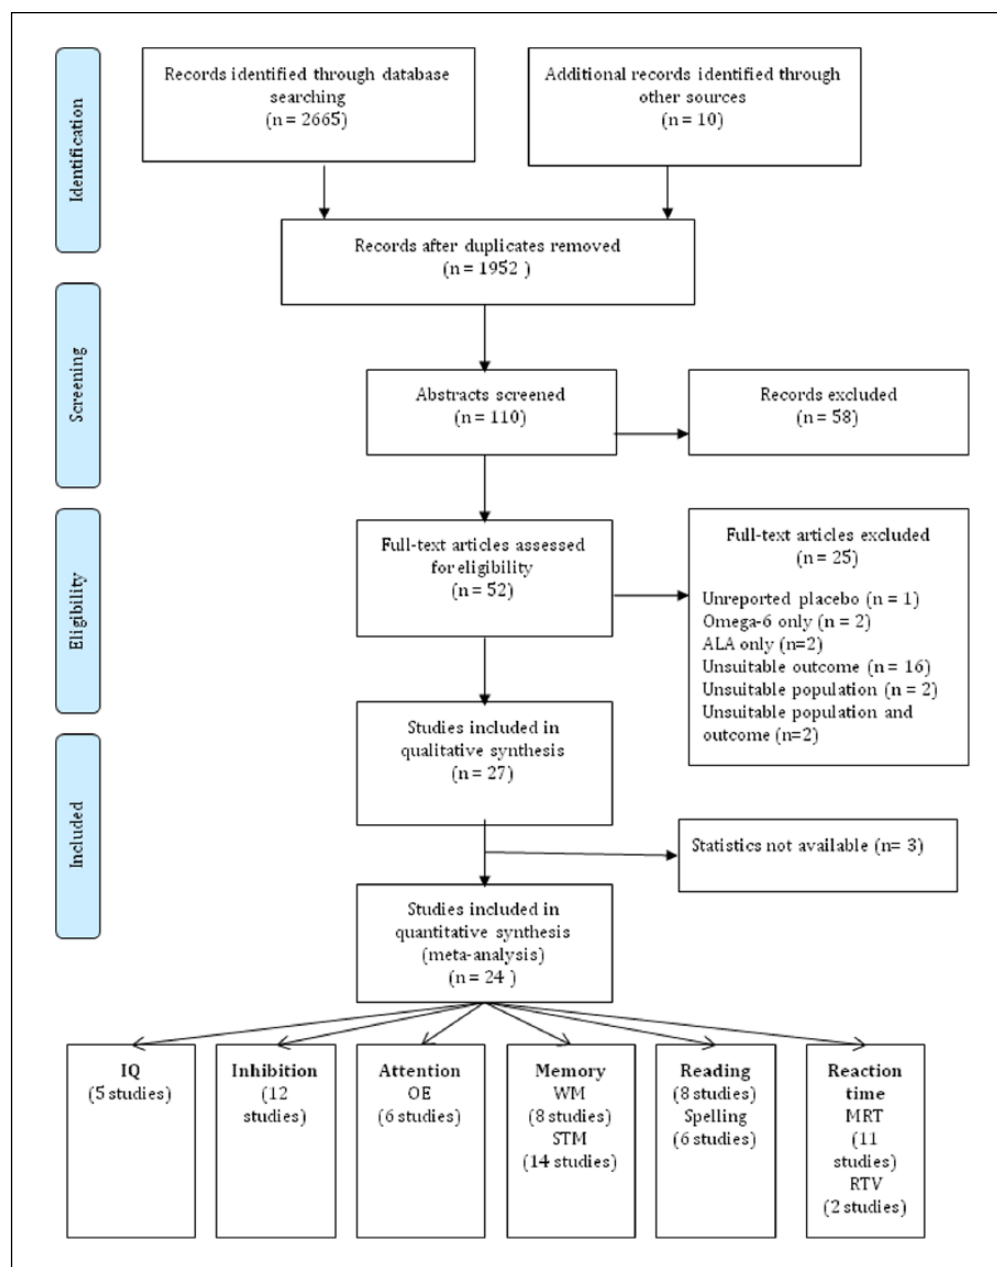 Identification
Records identified through database
searching
(n = 2665)
Additional records identified through
other sources
(n = 10)
Records after duplicates removed
(n = 1952 )
Screening
Abstracts screened
(n = 110)
Records excluded
(n = 58)
Eligibility
Full-text articles assessed
for eligibility
(n = 52)
Full-text articles excluded
(n = 25)
Unreported placebo (n = 1)
Omega-6 only (n = 2)
ALA only (n=2)
Unsuitable outcome (n = 16)
Unsuitable population (n = 2)
Unsuitable population and
outcome (n=2)
Included
Studies included in
qualitative synthesis
(n = 27)
Statistics not available (n= 3)
Studies included in
quantitative synthesis
(meta-analysis)
(n = 24 )
IQ
(5 studies)
Inhibition
(12
studies)
Attention
OE
(6 studies)
Memory
WM
(8 studies)
STM
(14 studies)
Reading
(8 studies)
Spelling
(6 studies)
Reaction
time
MRT
(11
studies)
RTV
(2 studies)